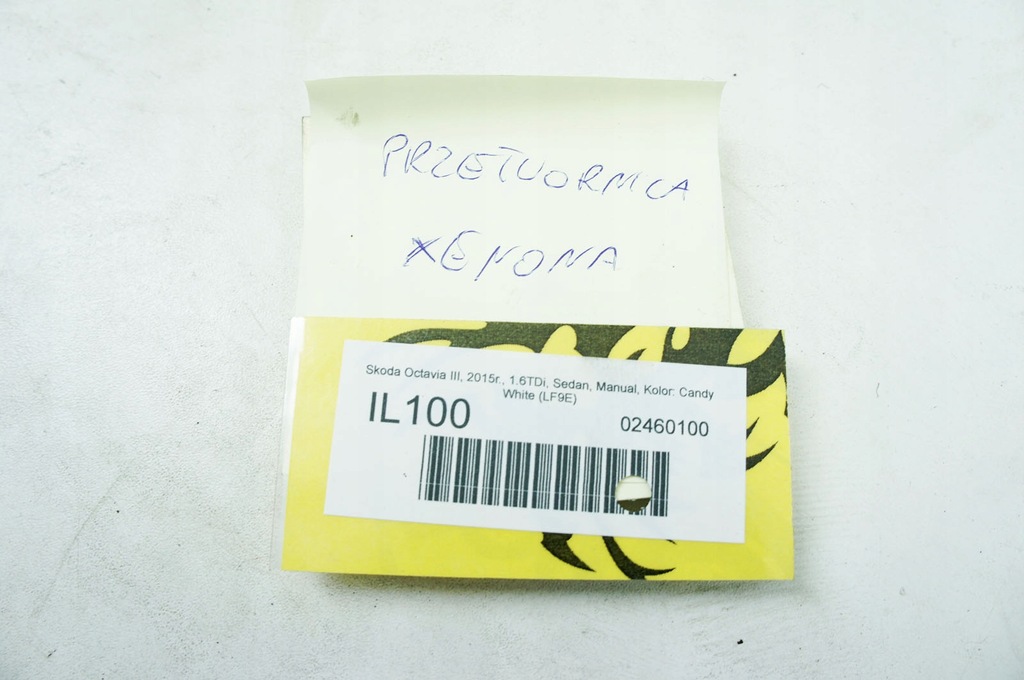 PRZETWORNICA
XENONA
Skoda Octavia III, 2015r., 1.6TDi, Sedan, Manual, Kolor: Candy
White (LF9E)
IL100
02460100